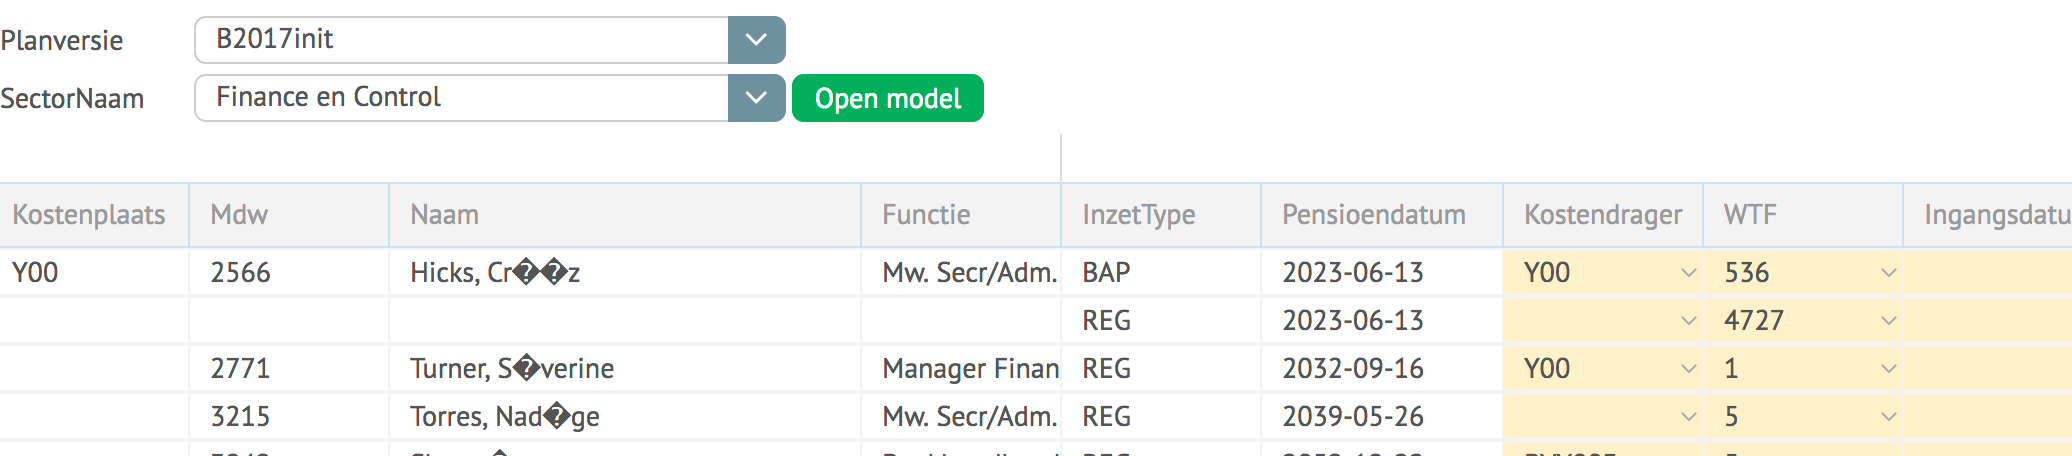 Planversie B2017init
SectorNaam Finance en Control Open model
Kostenplaats Mdw Naam Functie InzetType Pensioendatum Kostendrager WTF Ingangsdatu
Y00 2566 Hicks, Cr��z Mw. Secr/Adm. BAP 2023-06-13 Y00 536
REG 2023-06-13 4727
2771 Turner, S�verine Manager Finan REG 2032-09-16 Y00 1
3215 Torres, Nad�ge Mw. Secr/Adm. REG 2039-05-26 5